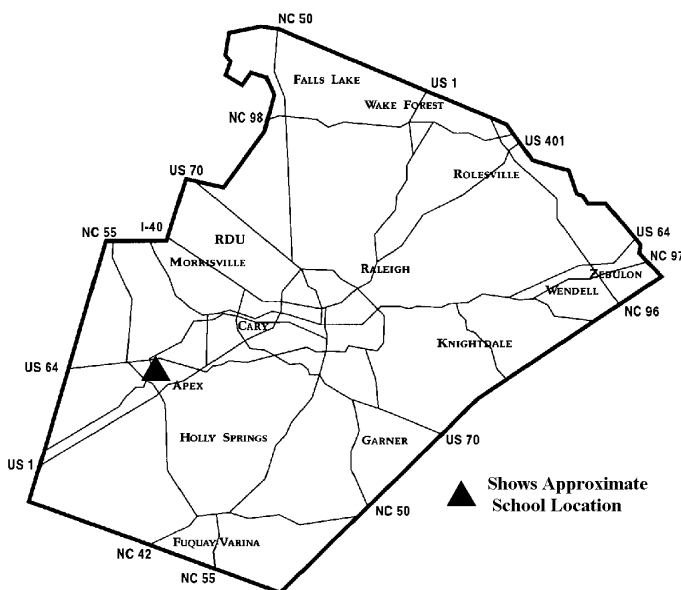 NC 50
FALLS LAKE
US 1
WAKE FOREST
NC 98
US 401
US 70
ROLESVILLE
I-40
NC 55
RDU
US 64
MORRISVILLE
RALEIGH
NC 97
ZEBULON
WENDELL
NC 96
CARY
KNIGHTDALE
US 64
APEX
HOLLY SPRINGS
GARNER
US 70
US 1
Shows Approximate
School Location
NC 50
FUQUAY-VARINA
NC 42
NC 55